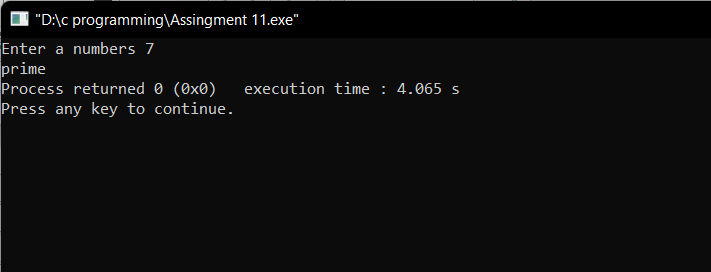 "D:\c programming\Assingment 11.exe"
Enter a numbers 7
prime
Process returned 0 (0x0)   execution time : 4.065 s
Press any key to continue.